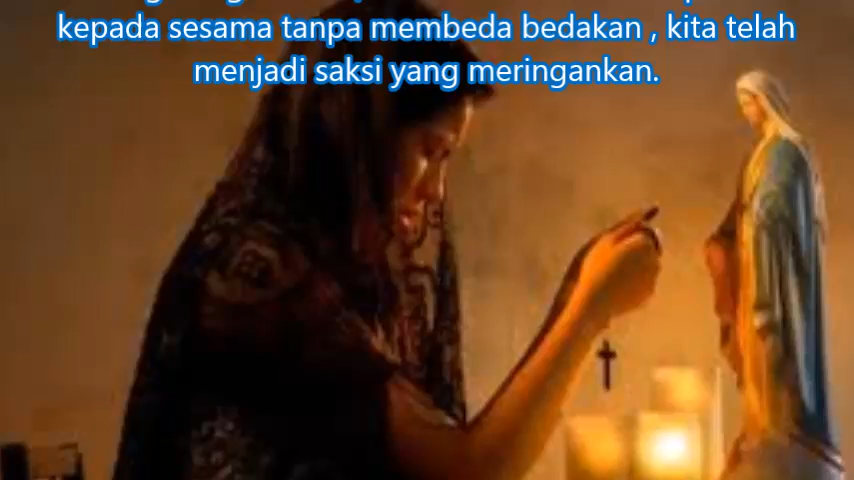 kepada sesama tanpa membeda bedakan , kita telah
menjadi saksi yang meringankan.